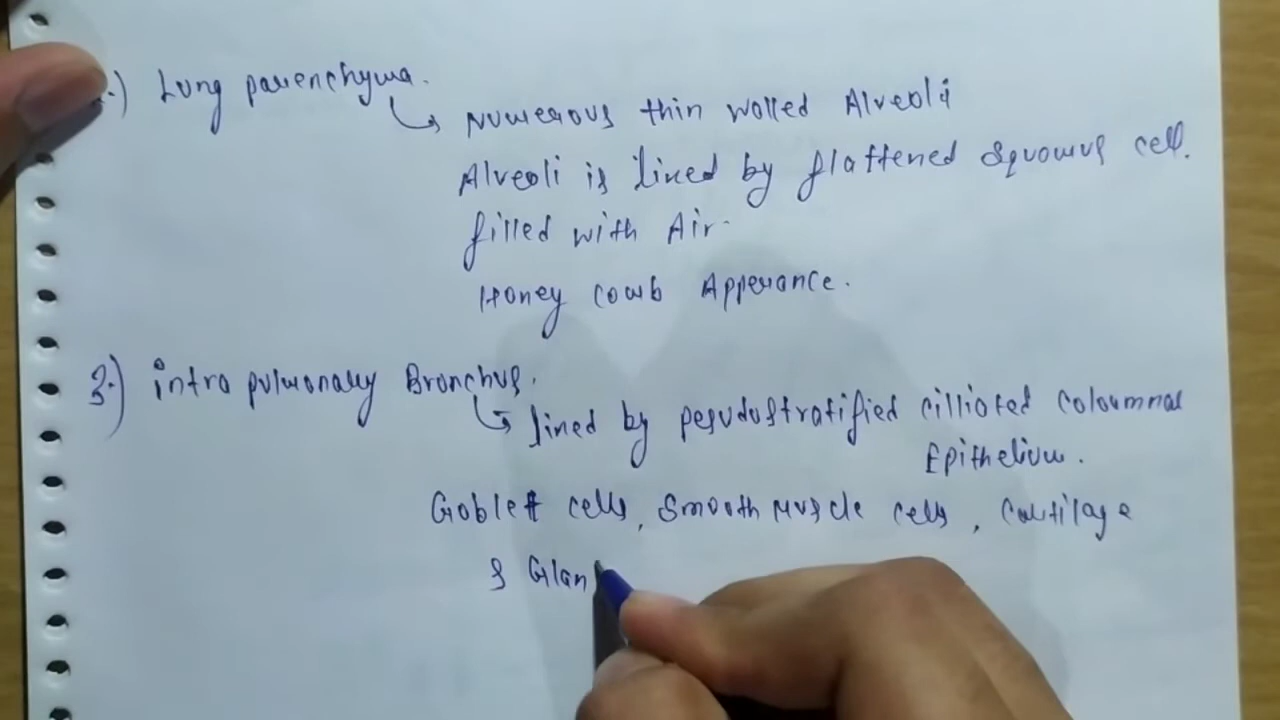 .) Lung parenchyma.
Numerous thin walled Alveoli
Alveoli is lined by flattened squamus cell.
filled with Air.
Honey comb Apperance.
3.) intra pulmonary Bronchus.
lined by pesudostratified cilliated coloumnar
Epithelium.
Goblet cells, smooth Muscle cells, Cartilage
& Glan